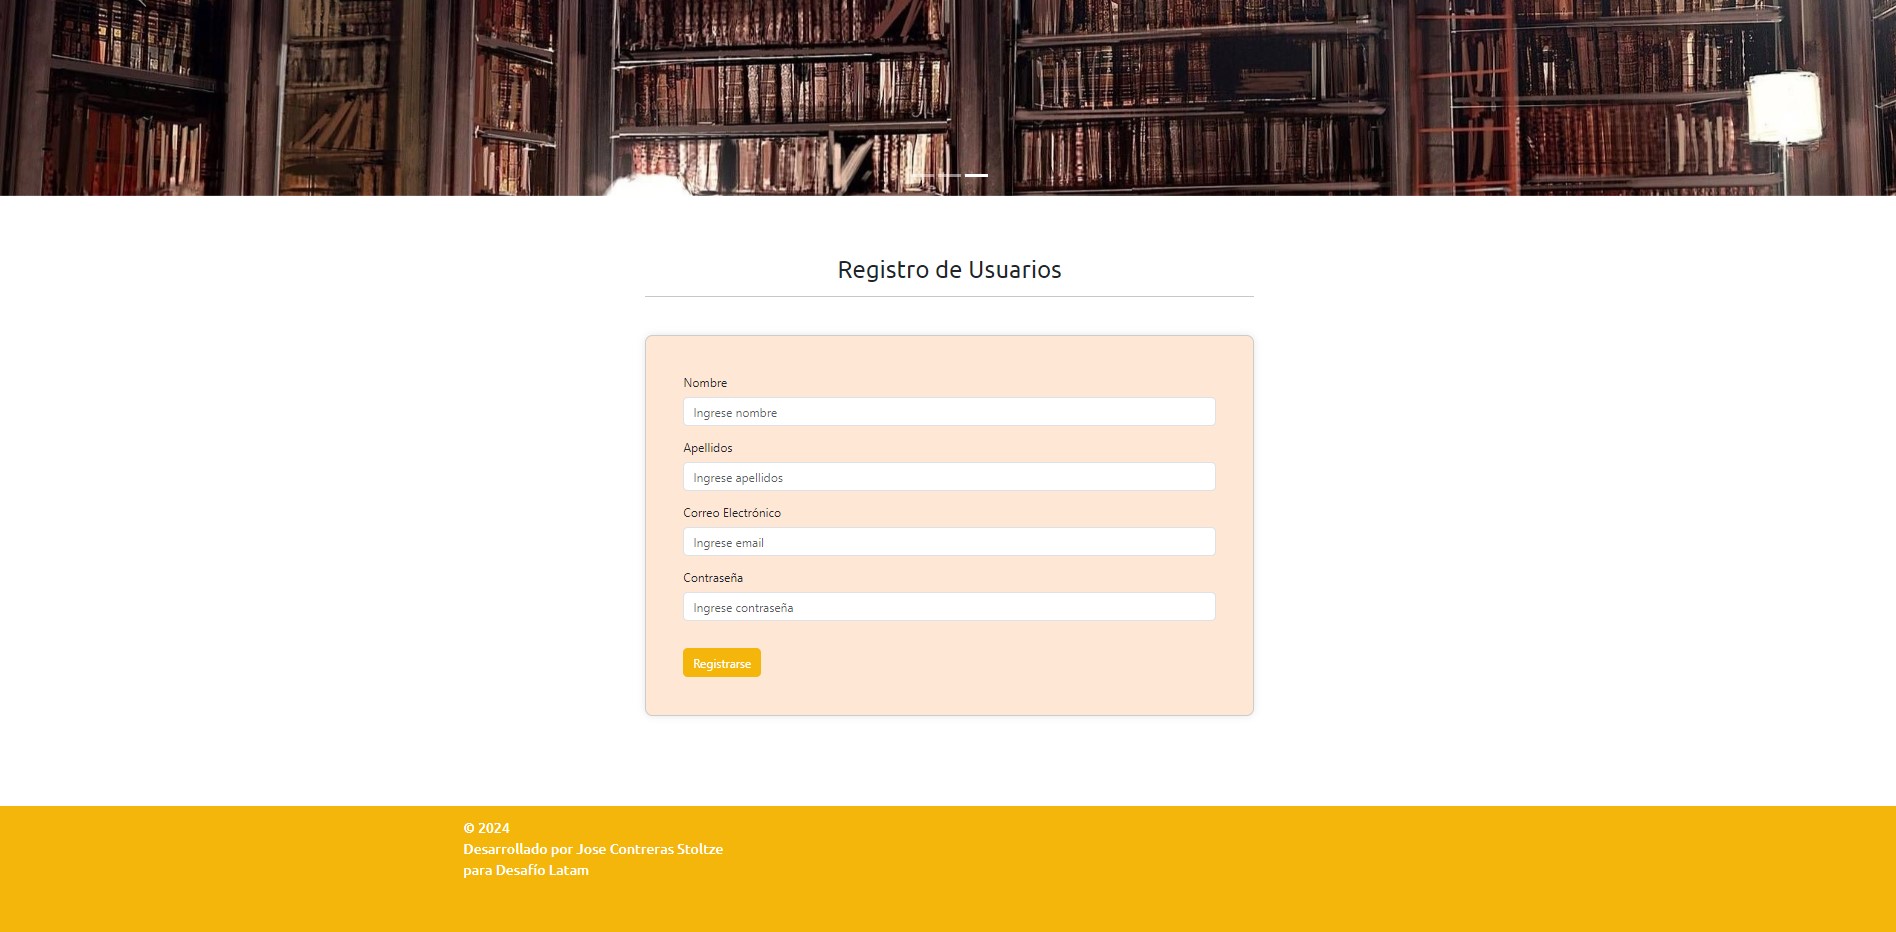 Registro de Usuarios
Nombre
Ingrese nombre
Apellidos
Ingrese apellidos
Correo Electrónico
Ingrese email
Contraseña
Ingrese contraseña
Registrarse
© 2024
Desarrollado por Jose Contreras Stoltze
para Desafío Latam